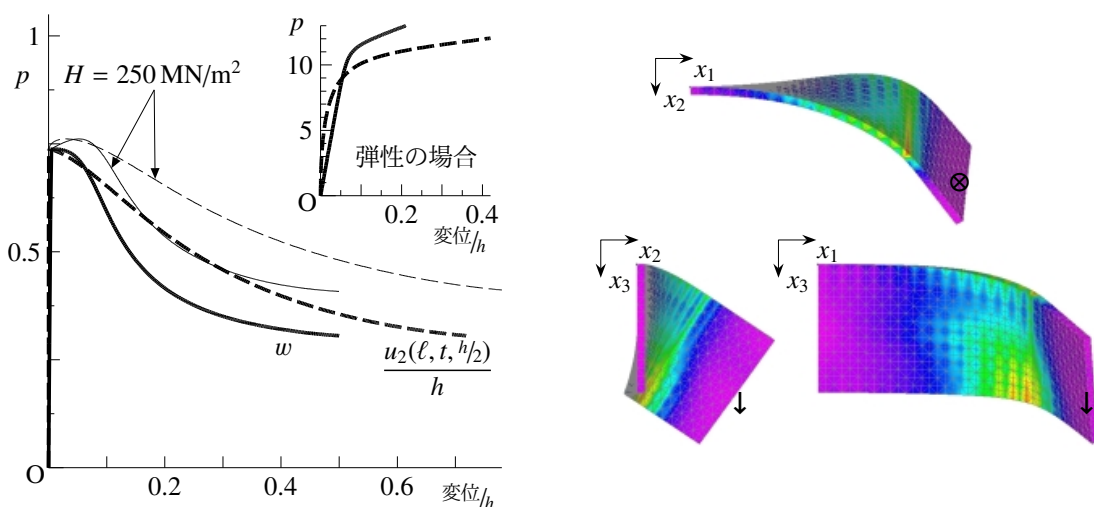 1
p
H = 250 MN/m²
0.5
O
0.2
0.4
0.6
変位/h
w
u₂(ℓ, t, h/2)
h
p
10
5
O
弾性の場合
0.2
0.4
変位/h
x₁
x₂
x₂
x₃
x₁
x₃